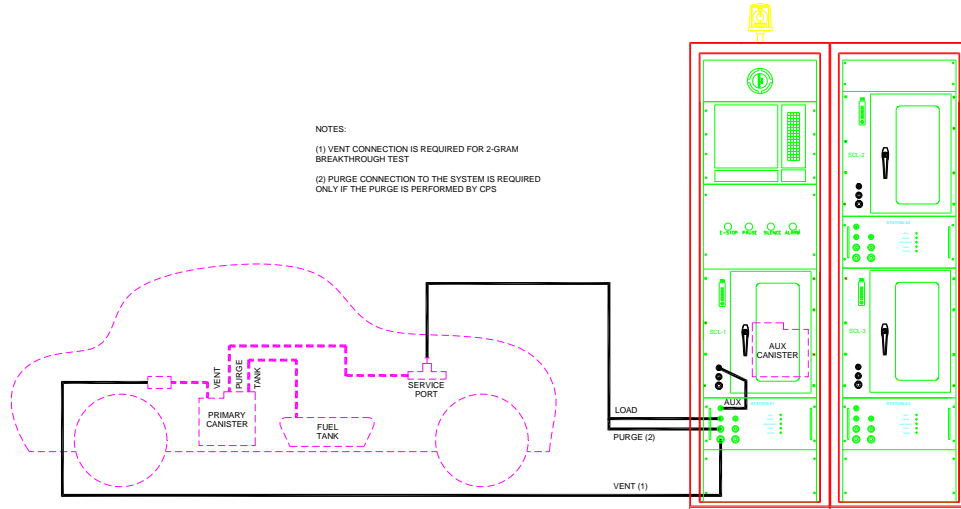 NOTES:
(1) VENT CONNECTION IS REQUIRED FOR 2-GRAM
BREAKTHROUGH TEST
(2) PURGE CONNECTION TO THE SYSTEM IS REQUIRED
ONLY IF THE PURGE IS PERFORMED BY CPS
E-STOP PAUSE SILENCE ALARM
SCL-2
SCL-1
SCL-3
AUX
CANISTER
AUX
VENT
PURGE
TANK
PRIMARY
CANISTER
FUEL
TANK
SERVICE
PORT
LOAD
PURGE (2)
VENT (1)